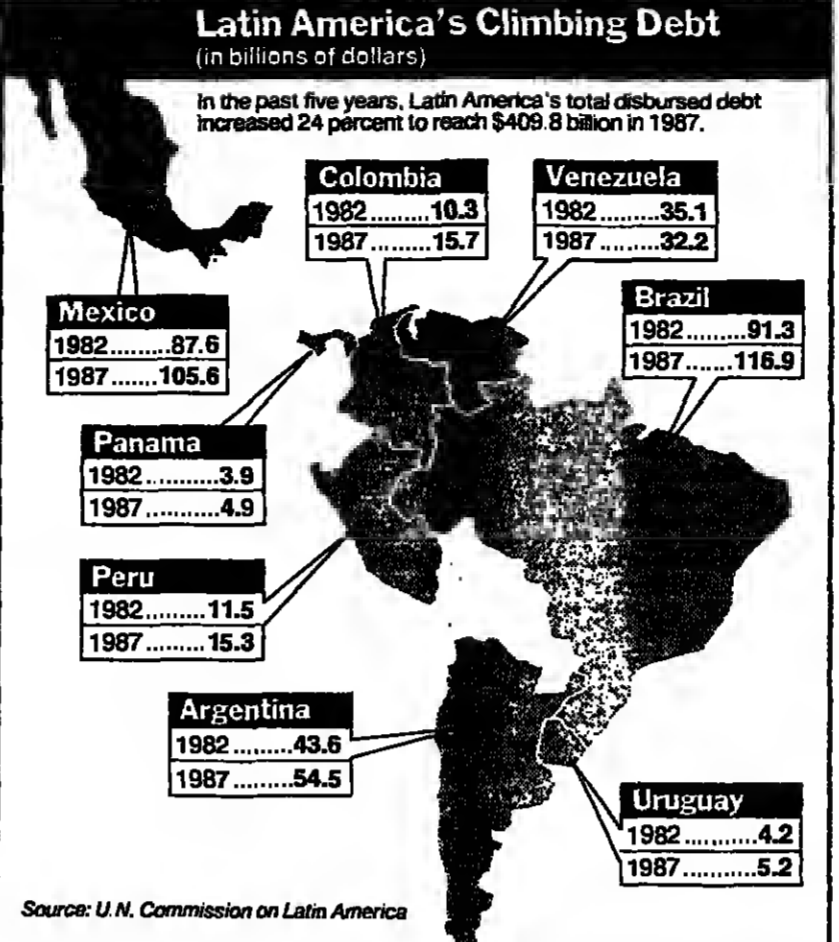 Latin America's Climbing Debt
(in billions of dollars)
In the past five years, Latin America's total disbursed debt
increased 24 percent to reach $409.8 billion in 1987.
Colombia
1982.........10.3
1987..........15.7
Venezuela
1982.........35.1
1987..........32.2
Brazil
1982.........91.3
1987.......116.9
Mexico
1982.........87.6
1987.......105.6
Panama
1982...........3.9
1987...........4.9
Peru
1982.........11.5
1987.........15.3
Argentina
1982.........43.6
1987.........54.5
Uruguay
1982...........4.2
1987...........5.2
Source: U.N. Commission on Latin America